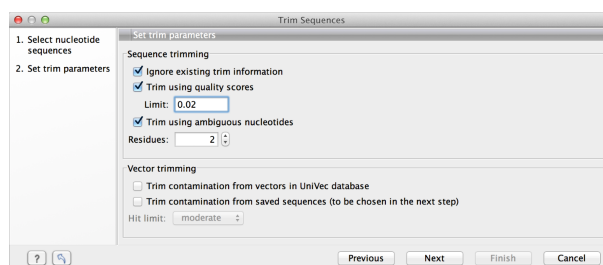 Trim Sequences
1. Select nucleotide
sequences
2. Set trim parameters
Set trim parameters
Sequence trimming
Ignore existing trim information
Trim using quality scores
Limit: 0.02
Trim using ambiguous nucleotides
Residues: 2
Vector trimming
Trim contamination from vectors in UniVec database
Trim contamination from saved sequences (to be chosen in the next step)
Hit limit: moderate
? Previous Next Finish Cancel